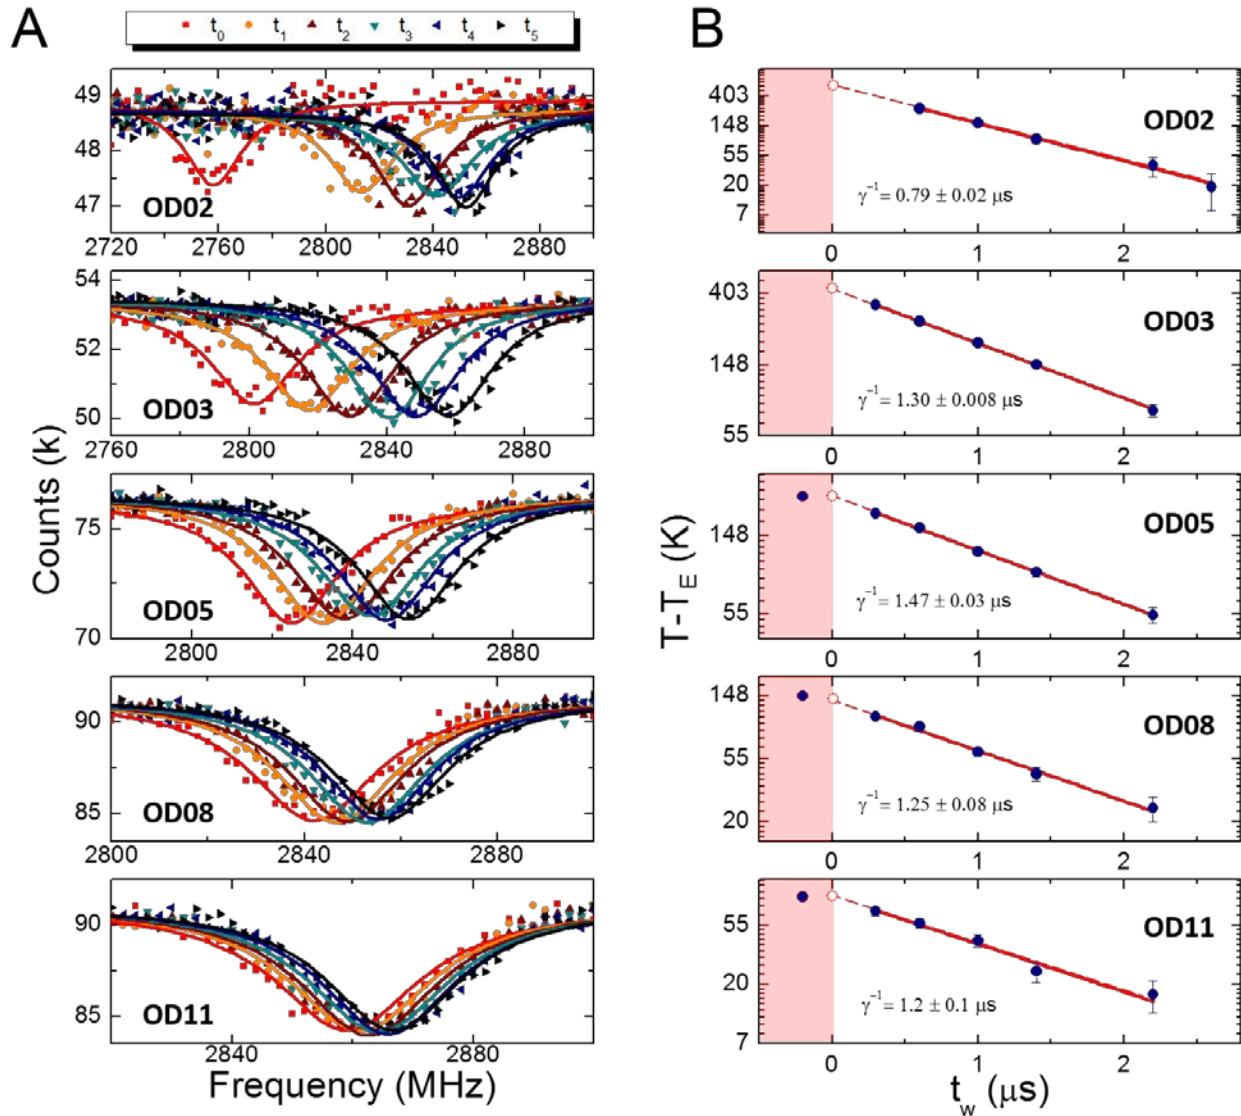 A
t0 t1 t2 t3 t4 t5
49
48
47
OD02
2720 2760 2800 2840 2880
54
52
50
OD03
2760 2800 2840 2880
75
70
OD05
2800 2840 2880
90
85
OD08
2800 2840 2880
90
85
OD11
2840 2880
Counts (k)
Frequency (MHz)
B
403
148
55
20
7
OD02
γ⁻¹ = 0.79 ± 0.02 μs
0 1 2
403
148
55
OD03
γ⁻¹ = 1.30 ± 0.008 μs
0 1 2
148
55
OD05
γ⁻¹ = 1.47 ± 0.03 μs
0 1 2
148
55
20
OD08
γ⁻¹ = 1.25 ± 0.08 μs
0 1 2
55
20
7
OD11
γ⁻¹ = 1.2 ± 0.1 μs
0 1 2
T - TE (K)
tw (μs)